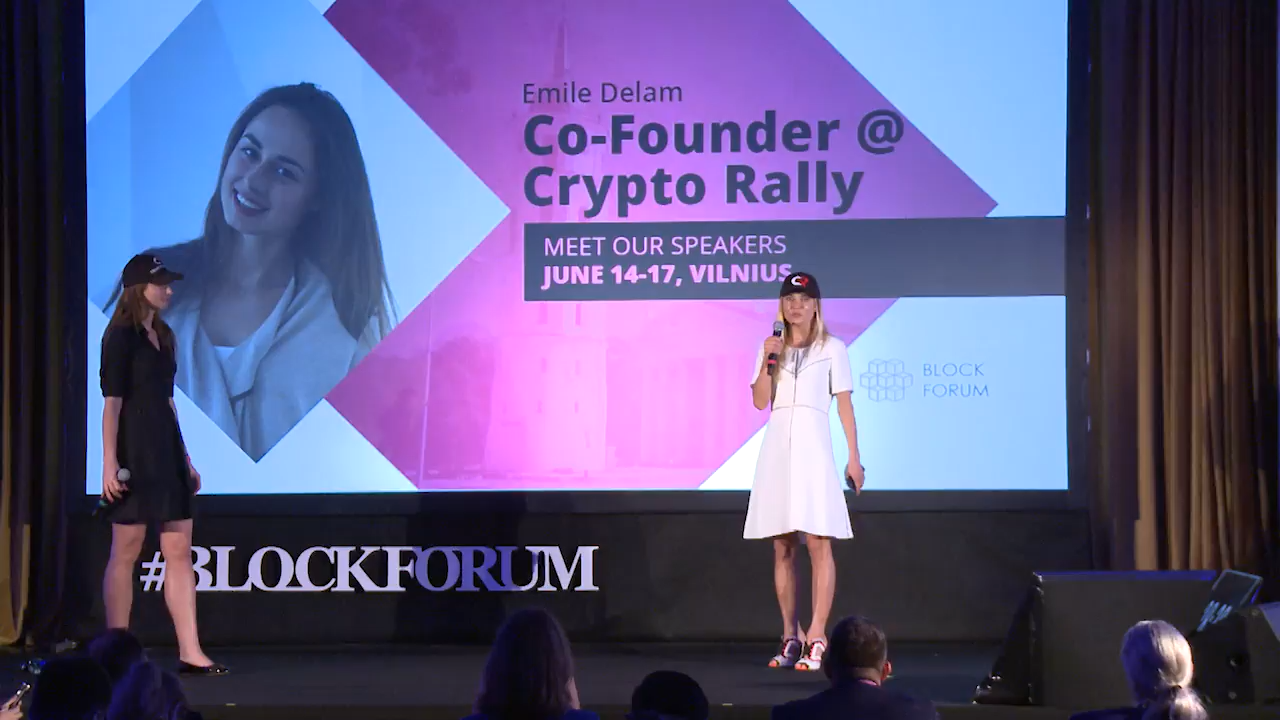 Emile Delam
Co-Founder @
Crypto Rally
MEET OUR SPEAKERS
JUNE 14-17, VILNIUS
BLOCK
FORUM
#BLOCKFORUM